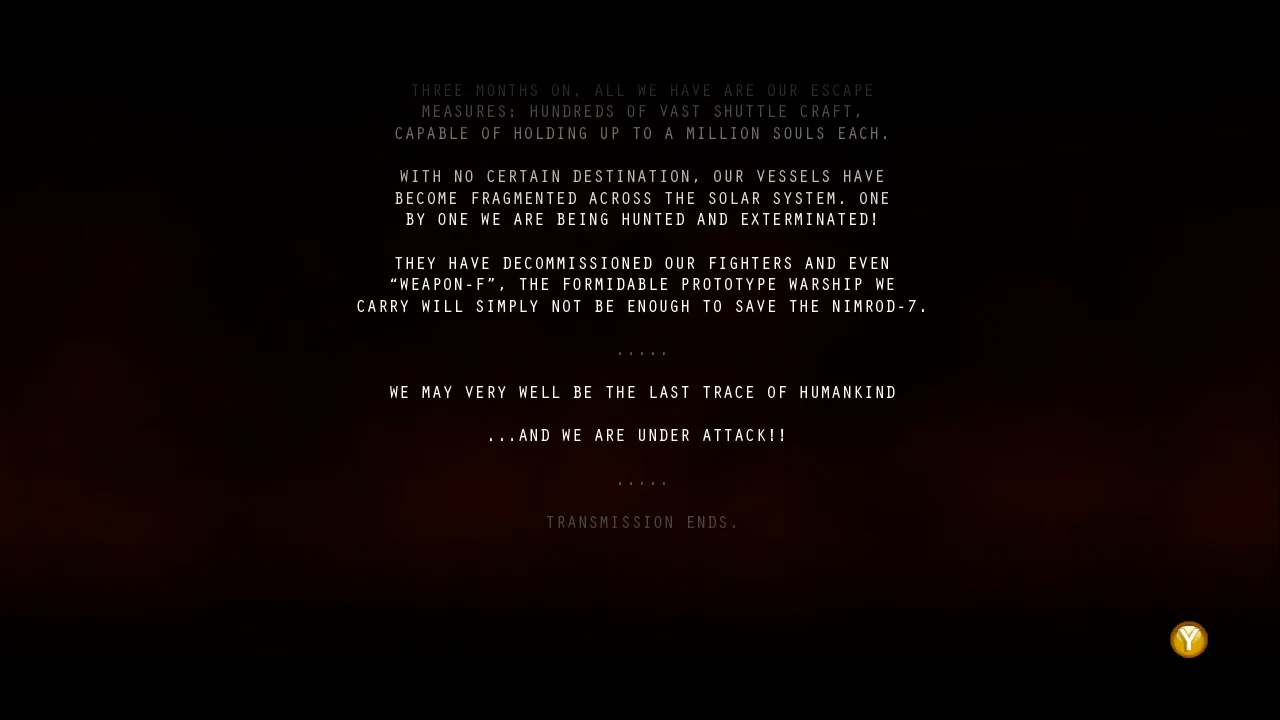 THREE MONTHS ON, ALL WE HAVE ARE OUR ESCAPE
MEASURES: HUNDREDS OF VAST SHUTTLE CRAFT,
CAPABLE OF HOLDING UP TO A MILLION SOULS EACH.
WITH NO CERTAIN DESTINATION, OUR VESSELS HAVE
BECOME FRAGMENTED ACROSS THE SOLAR SYSTEM. ONE
BY ONE WE ARE BEING HUNTED AND EXTERMINATED!
THEY HAVE DECOMMISSIONED OUR FIGHTERS AND EVEN
“WEAPON-F”, THE FORMIDABLE PROTOTYPE WARSHIP WE
CARRY WILL SIMPLY NOT BE ENOUGH TO SAVE THE NIMROD-7.
.....
WE MAY VERY WELL BE THE LAST TRACE OF HUMANKIND
...AND WE ARE UNDER ATTACK!!
.....
TRANSMISSION ENDS.
Y